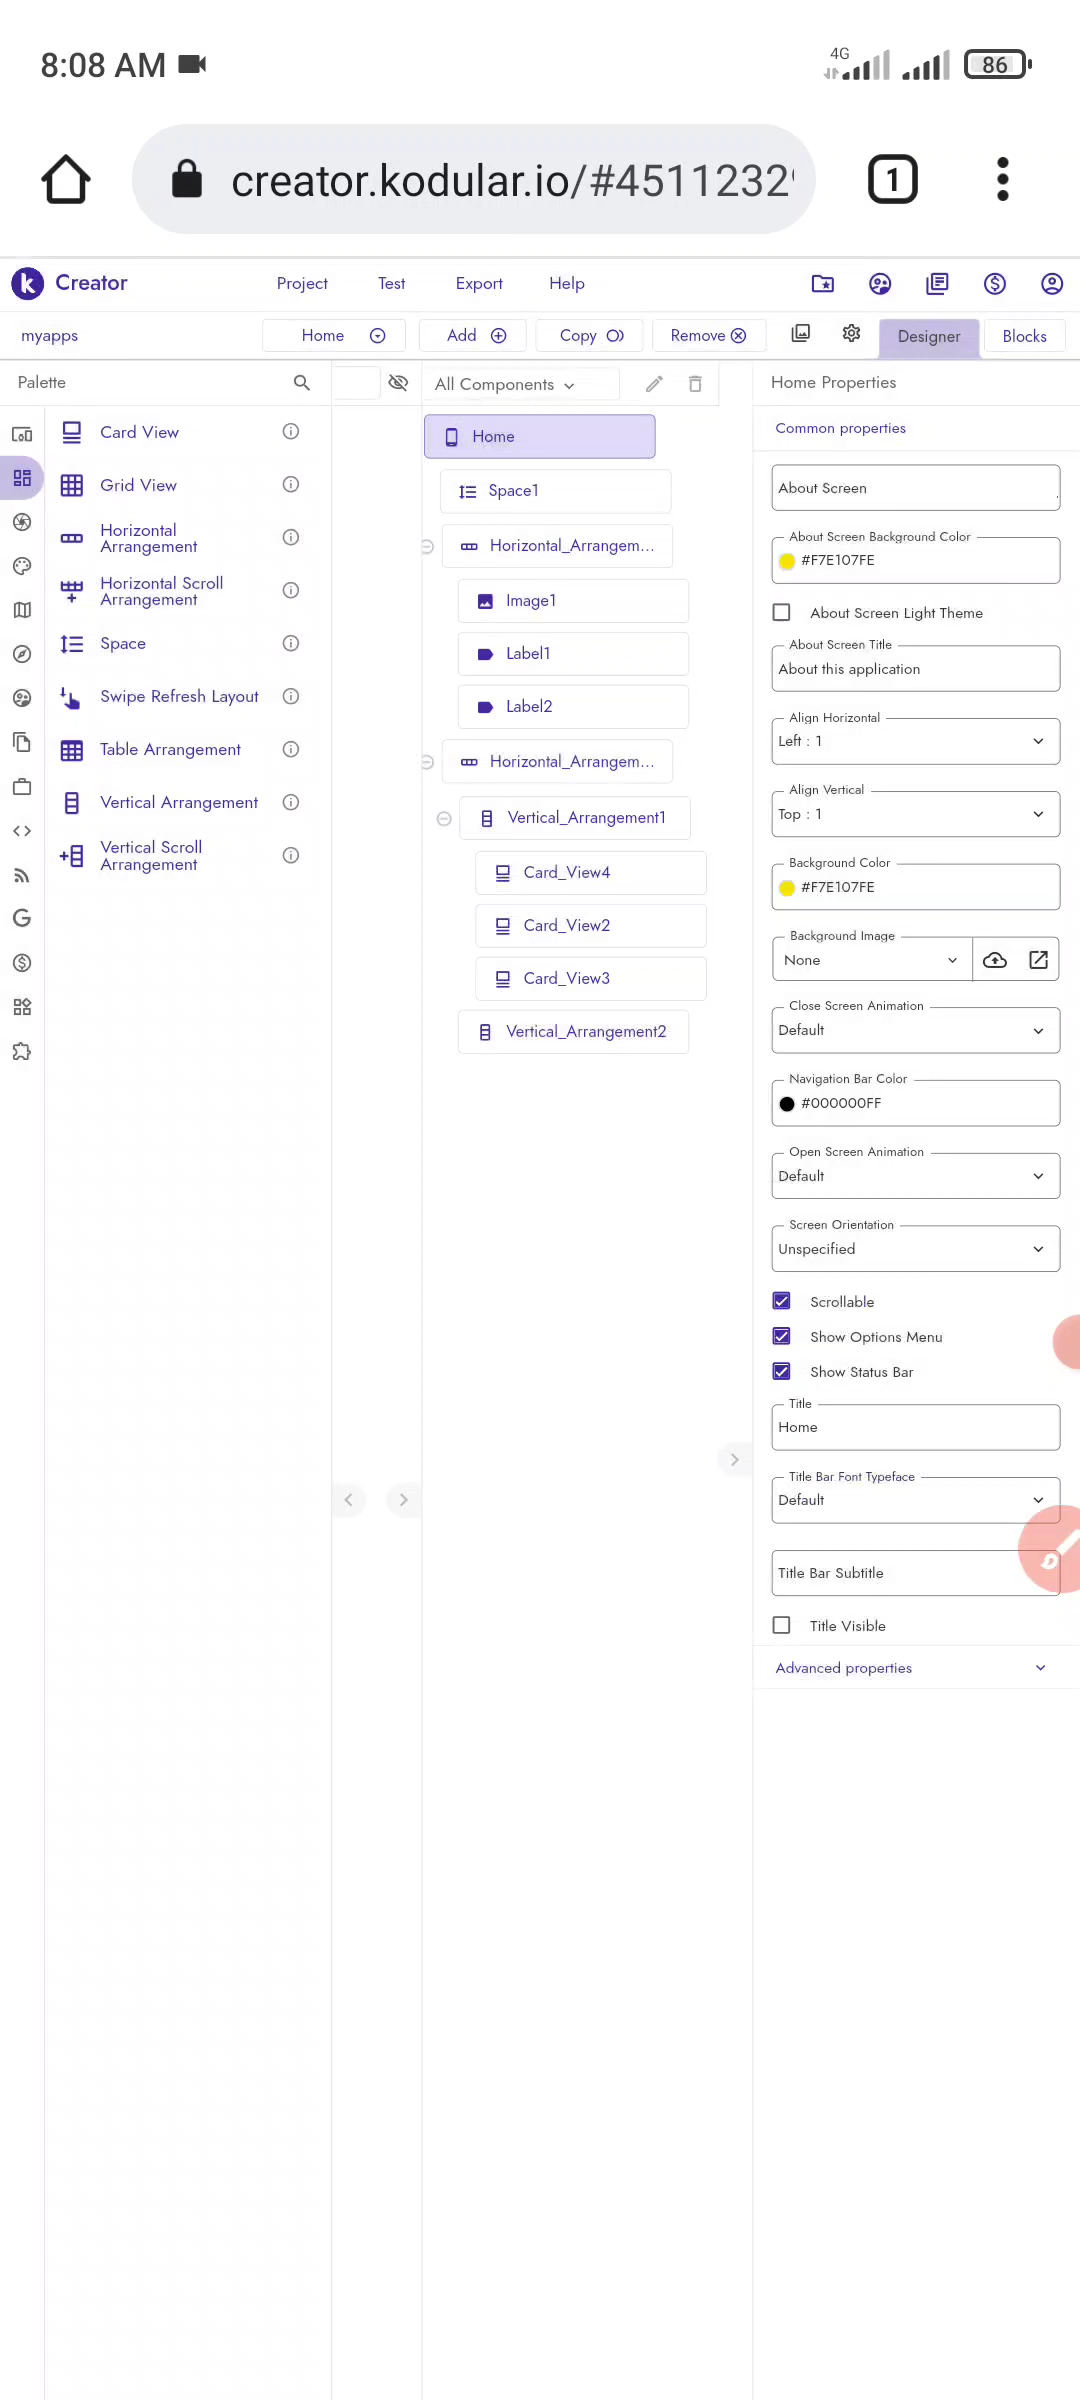 8:08 AM
4G
86
creator.kodular.io/#4511232
1
Creator
Project
Test
Export
Help
myapps
Home
Add
Copy
Remove
Designer
Blocks
Palette
All Components
Home Properties
Card View
Grid View
Horizontal
Arrangement
Horizontal Scroll
Arrangement
Space
Swipe Refresh Layout
Table Arrangement
Vertical Arrangement
Vertical Scroll
Arrangement
Home
Space1
Horizontal_Arrangem...
Image1
Label1
Label2
Horizontal_Arrangem...
Vertical_Arrangement1
Card_View4
Card_View2
Card_View3
Vertical_Arrangement2
Common properties
About Screen
About Screen Background Color
#F7E107FE
About Screen Light Theme
About Screen Title
About this application
Align Horizontal
Left : 1
Align Vertical
Top : 1
Background Color
#F7E107FE
Background Image
None
Close Screen Animation
Default
Navigation Bar Color
#000000FF
Open Screen Animation
Default
Screen Orientation
Unspecified
Scrollable
Show Options Menu
Show Status Bar
Title
Home
Title Bar Font Typeface
Default
Title Bar Subtitle
Title Visible
Advanced properties